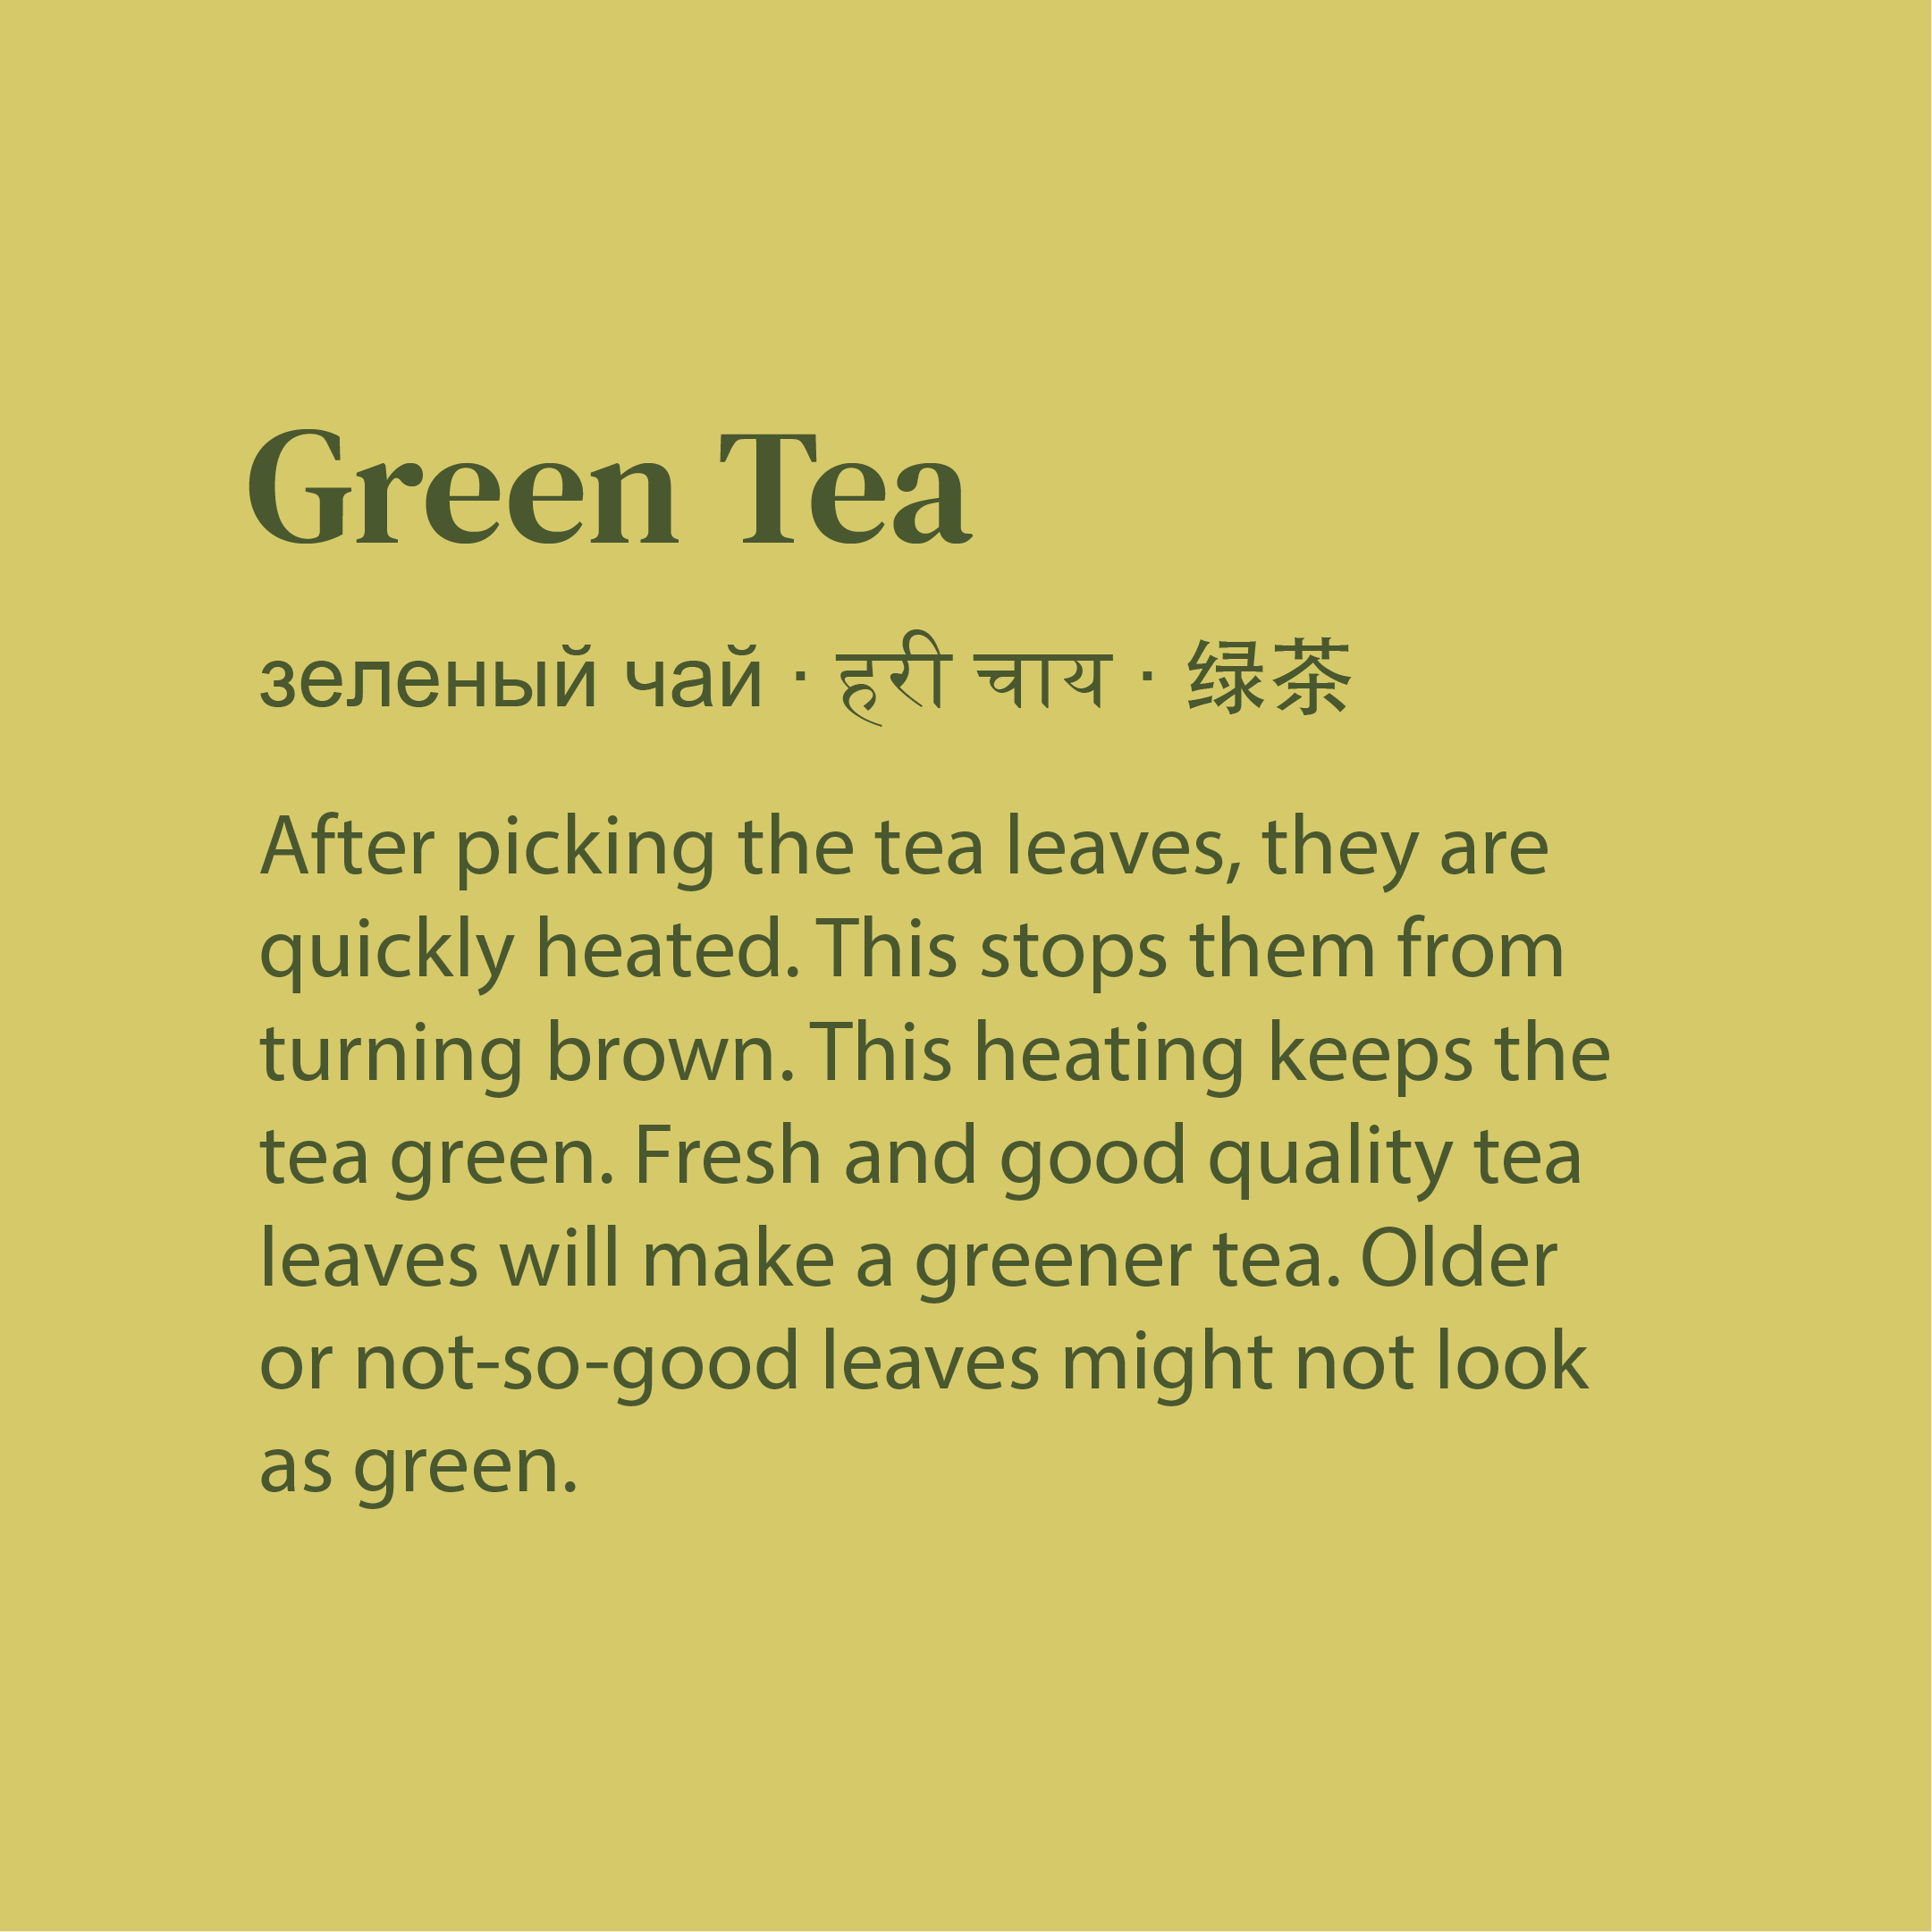 Green Tea
зеленый чай · हरी चाय · 绿茶
After picking the tea leaves, they are
quickly heated. This stops them from
turning brown. This heating keeps the
tea green. Fresh and good quality tea
leaves will make a greener tea. Older
or not-so-good leaves might not look
as green.